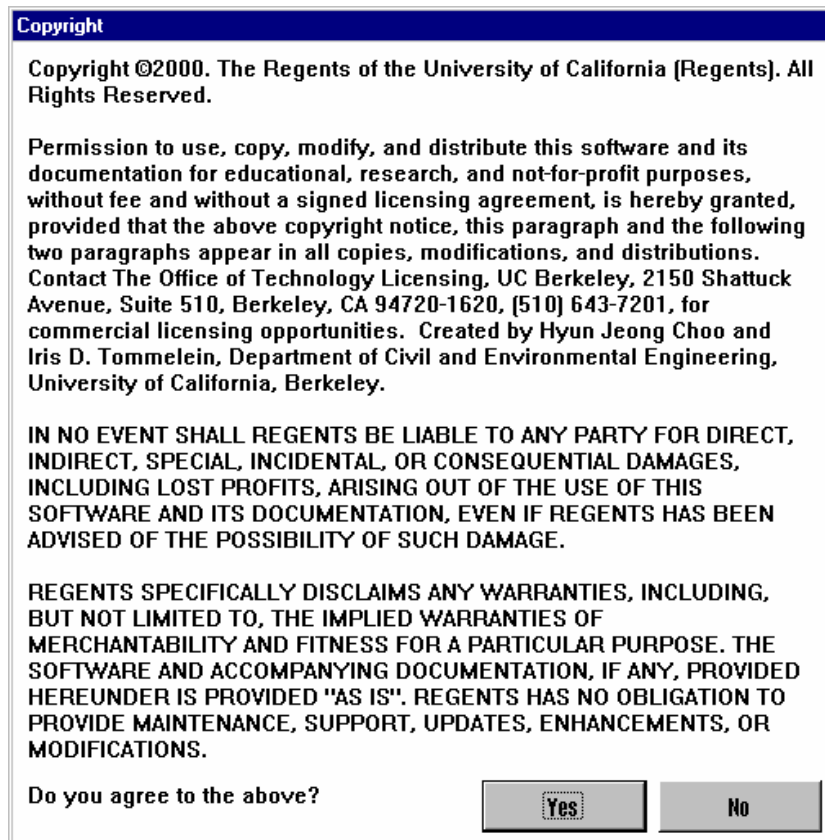 Copyright
Copyright ©2000. The Regents of the University of California (Regents). All
Rights Reserved.
Permission to use, copy, modify, and distribute this software and its
documentation for educational, research, and not-for-profit purposes,
without fee and without a signed licensing agreement, is hereby granted,
provided that the above copyright notice, this paragraph and the following
two paragraphs appear in all copies, modifications, and distributions.
Contact The Office of Technology Licensing, UC Berkeley, 2150 Shattuck
Avenue, Suite 510, Berkeley, CA 94720-1620, (510) 643-7201, for
commercial licensing opportunities.  Created by Hyun Jeong Choo and
Iris D. Tommelein, Department of Civil and Environmental Engineering,
University of California, Berkeley.
IN NO EVENT SHALL REGENTS BE LIABLE TO ANY PARTY FOR DIRECT,
INDIRECT, SPECIAL, INCIDENTAL, OR CONSEQUENTIAL DAMAGES,
INCLUDING LOST PROFITS, ARISING OUT OF THE USE OF THIS
SOFTWARE AND ITS DOCUMENTATION, EVEN IF REGENTS HAS BEEN
ADVISED OF THE POSSIBILITY OF SUCH DAMAGE.
REGENTS SPECIFICALLY DISCLAIMS ANY WARRANTIES, INCLUDING,
BUT NOT LIMITED TO, THE IMPLIED WARRANTIES OF
MERCHANTABILITY AND FITNESS FOR A PARTICULAR PURPOSE. THE
SOFTWARE AND ACCOMPANYING DOCUMENTATION, IF ANY, PROVIDED
HEREUNDER IS PROVIDED "AS IS". REGENTS HAS NO OBLIGATION TO
PROVIDE MAINTENANCE, SUPPORT, UPDATES, ENHANCEMENTS, OR
MODIFICATIONS.
Do you agree to the above?
Yes
No